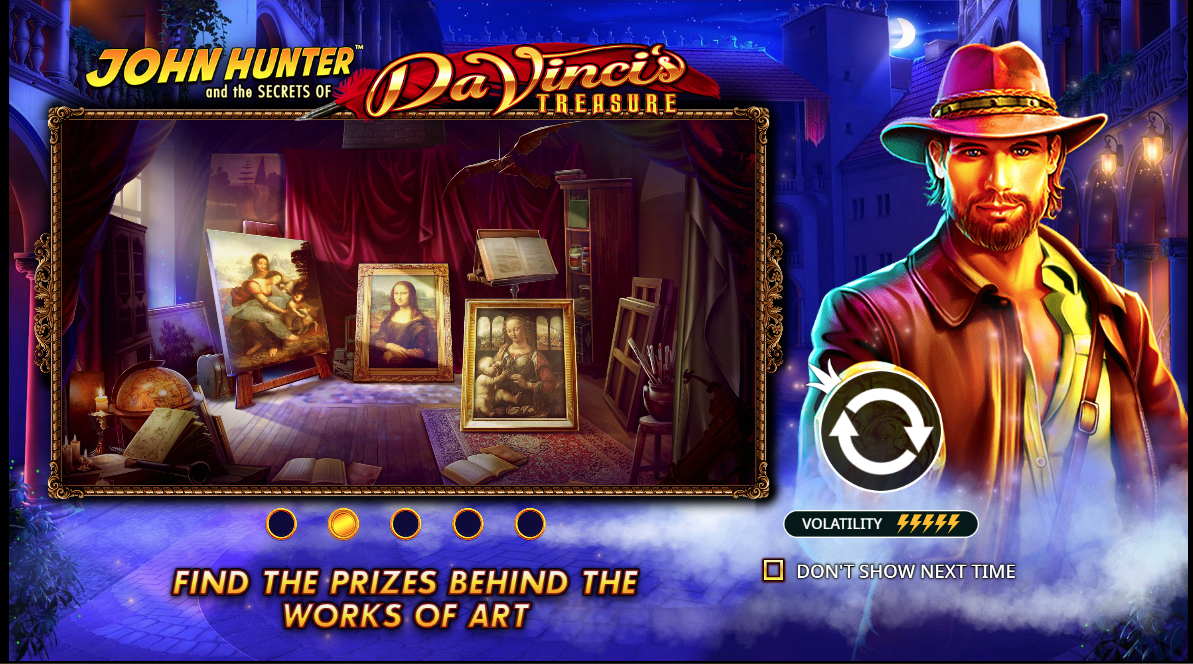 JOHN HUNTER™
and the SECRETS OF
Da Vinci's
TREASURE
VOLATILITY
DON'T SHOW NEXT TIME
FIND THE PRIZES BEHIND THE
WORKS OF ART